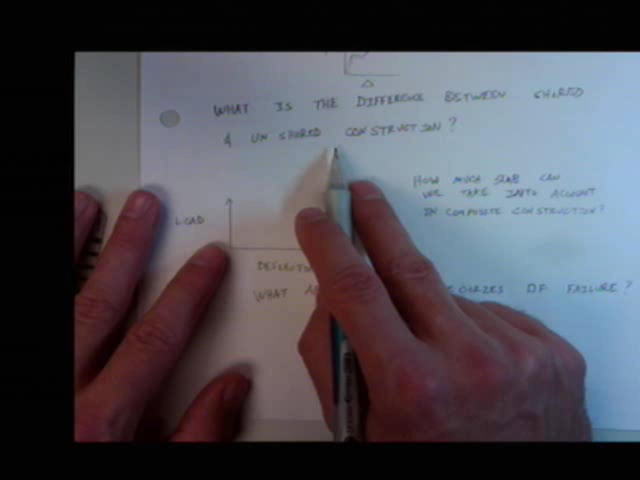 WHAT IS THE DIFFERENCE BETWEEN SHORED
& UN SHORED CONSTRUCTION?
HOW MUCH SLAB CAN
WE TAKE INTO ACCOUNT
IN COMPOSITE CONSTRUCTION?
LOAD
WHAT OF FAILURE?